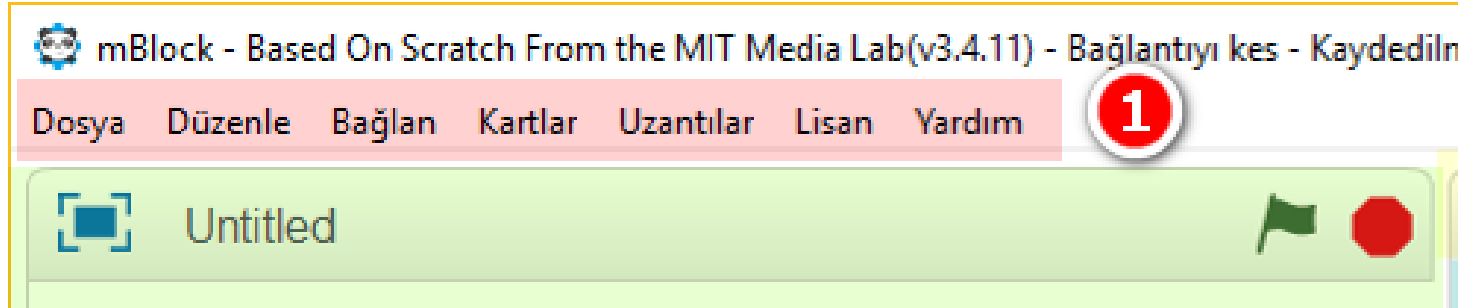 mBlock - Based On Scratch From the MIT Media Lab(v3.4.11) - Bağlantıyı kes -
Dosya Düzenle Bağlan Kartlar Uzantılar Lisan Yardım 1
Untitled